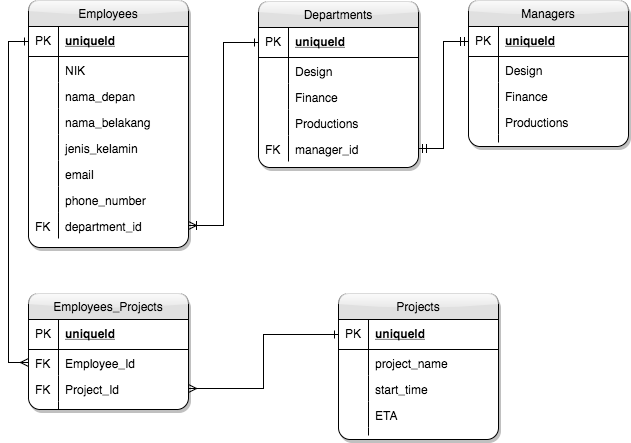 Employees
PK uniqueId
NIK
nama_depan
nama_belakang
jenis_kelamin
email
phone_number
FK department_id
Departments
PK uniqueId
Design
Finance
Productions
FK manager_id
Managers
PK uniqueId
Design
Finance
Productions
Employees_Projects
PK uniqueId
FK Employee_Id
FK Project_Id
Projects
PK uniqueId
project_name
start_time
ETA